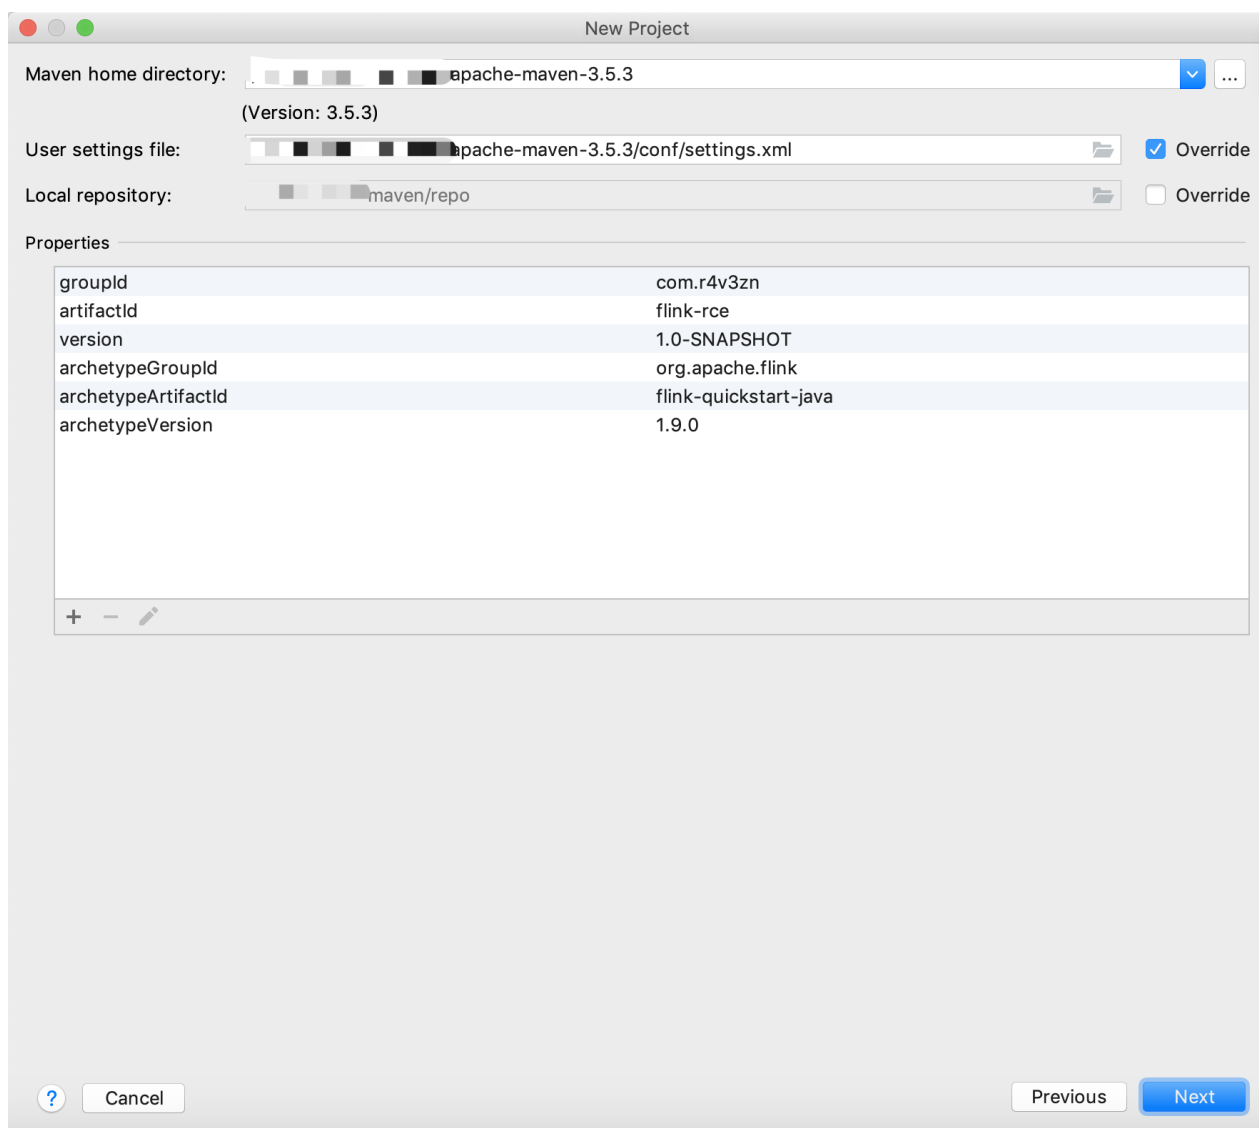 New Project
Maven home directory: apache-maven-3.5.3 ...
(Version: 3.5.3)
User settings file: apache-maven-3.5.3/conf/settings.xml Override
Local repository: maven/repo Override
Properties
groupId com.r4v3zn
artifactId flink-rce
version 1.0-SNAPSHOT
archetypeGroupId org.apache.flink
archetypeArtifactId flink-quickstart-java
archetypeVersion 1.9.0
? Cancel Previous Next